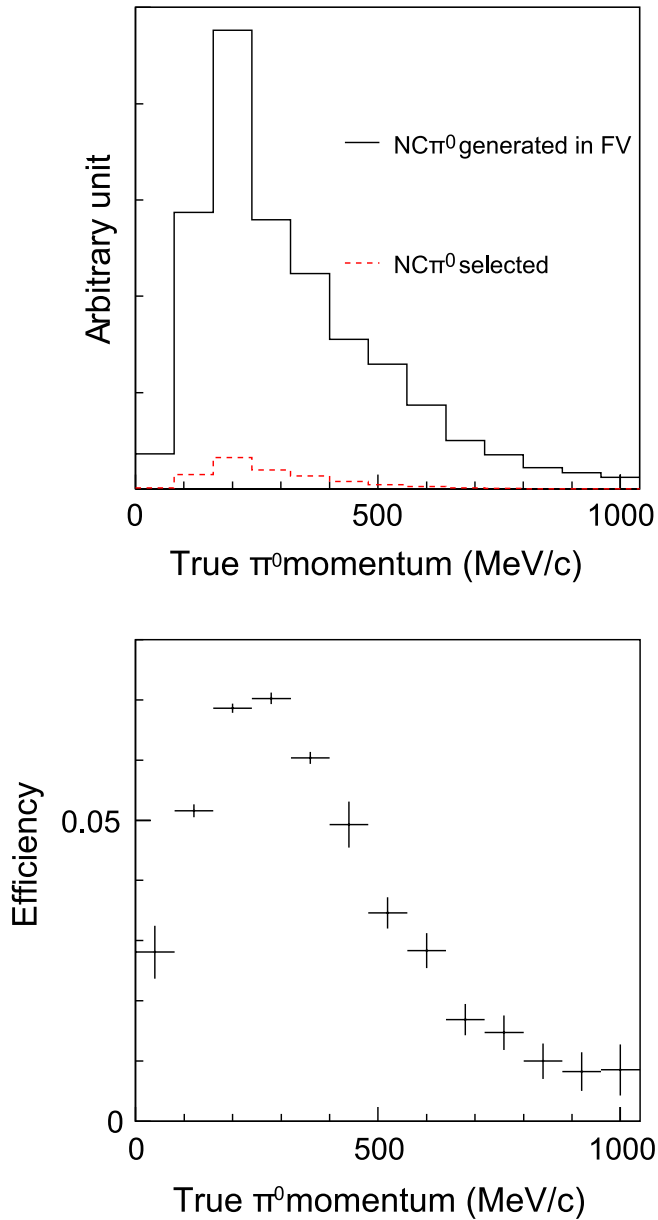 Arbitrary unit
NCπ⁰ generated in FV
NCπ⁰ selected
0 500 1000
True π⁰ momentum (MeV/c)
Efficiency
0.05
0
0 500 1000
True π⁰ momentum (MeV/c)